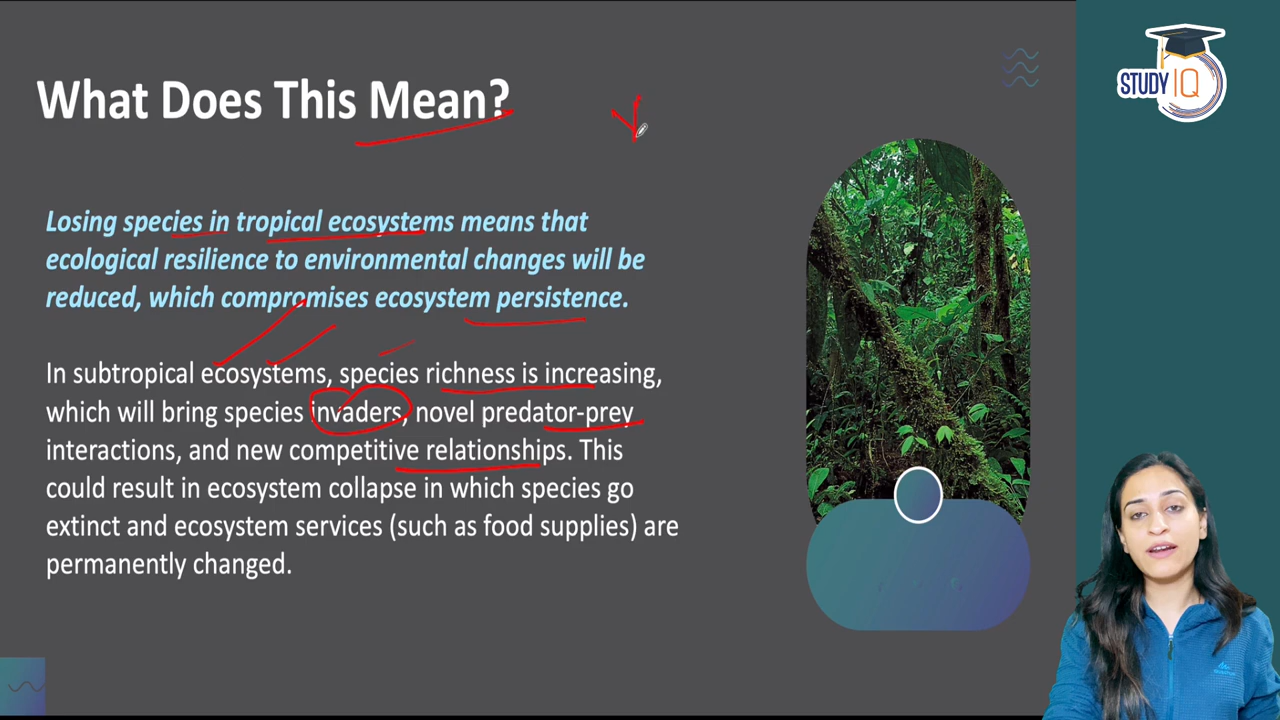 What Does This Mean?
STUDY IQ
Losing species in tropical ecosystems means that
ecological resilience to environmental changes will be
reduced, which compromises ecosystem persistence.
In subtropical ecosystems, species richness is increasing,
which will bring species invaders, novel predator-prey
interactions, and new competitive relationships. This
could result in ecosystem collapse in which species go
extinct and ecosystem services (such as food supplies) are
permanently changed.